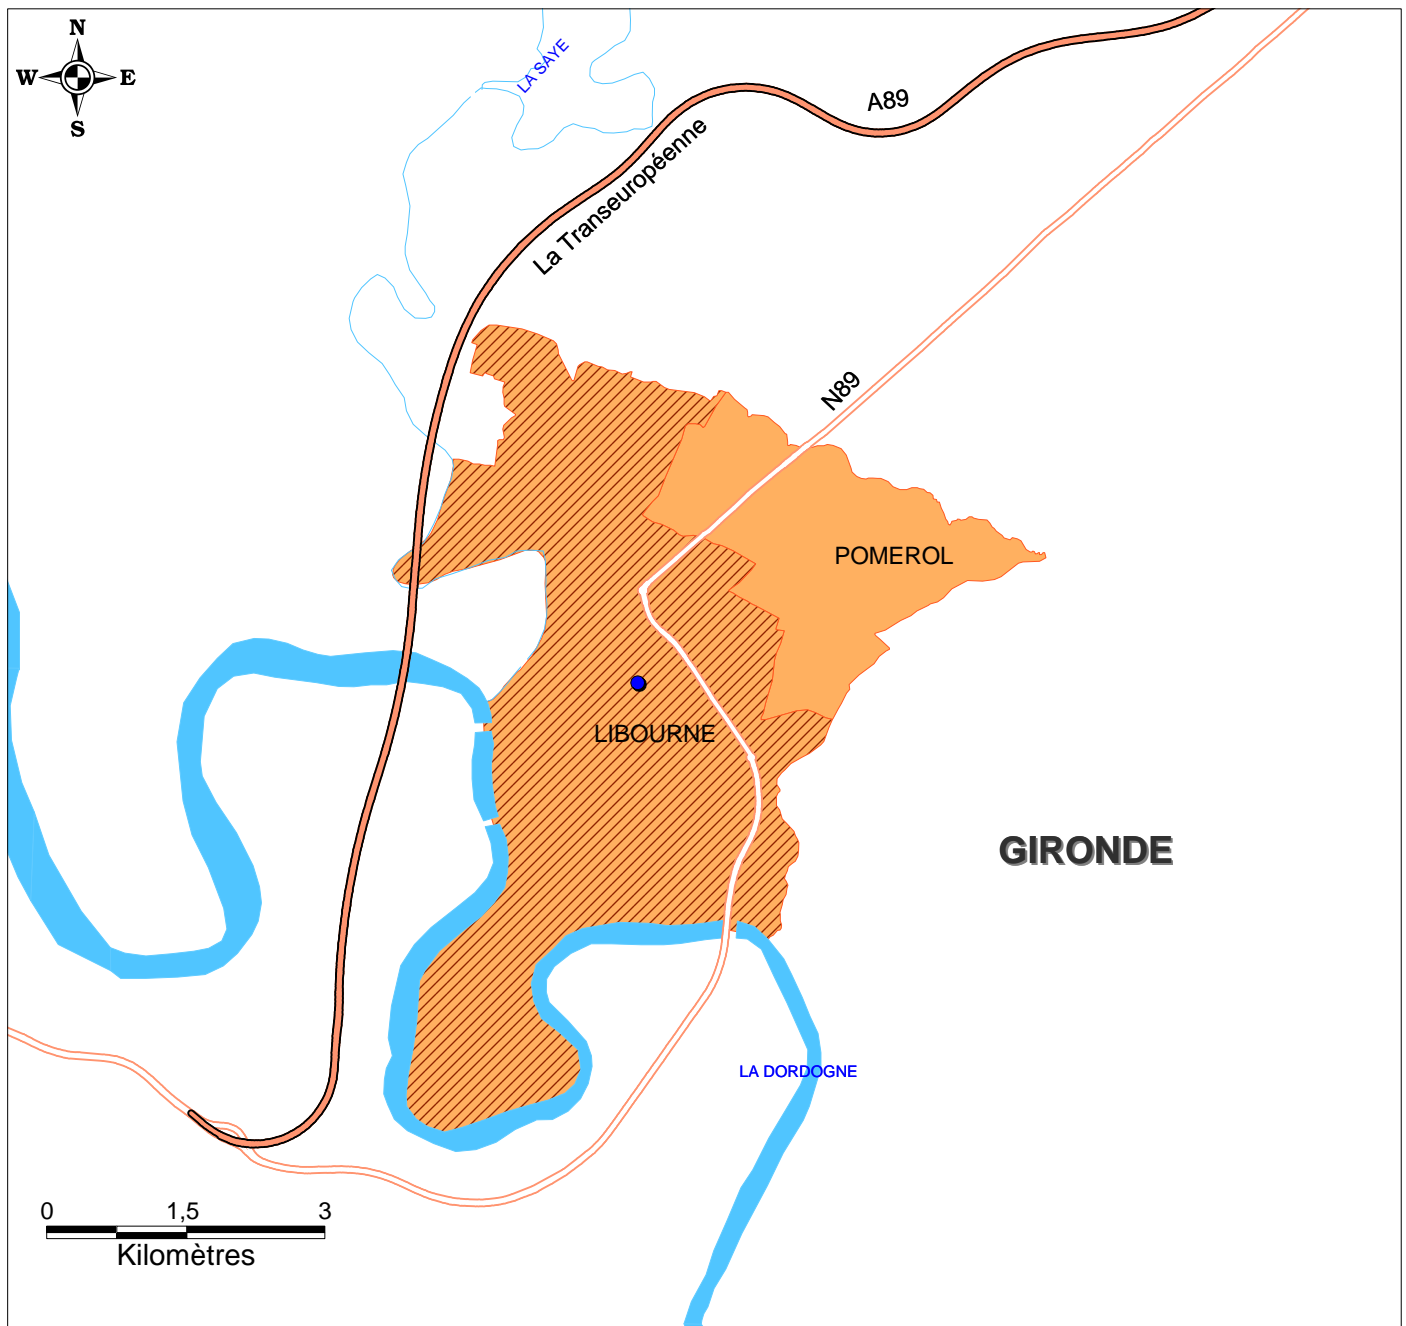 N
W E
S
LA SAYE
A89
La Transeuropéenne
N89
POMEROL
LIBOURNE
GIRONDE
LA DORDOGNE
0 1,5 3
Kilomètres